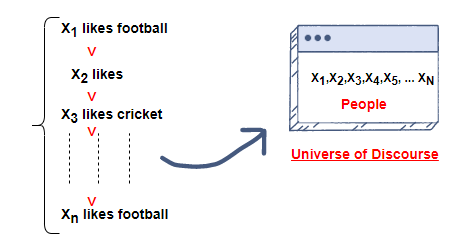 X1 likes football
v
X2 likes
v
X3 likes cricket
v
v
Xn likes football
X1,X2,X3,X4,X5, ... XN
People
Universe of Discourse